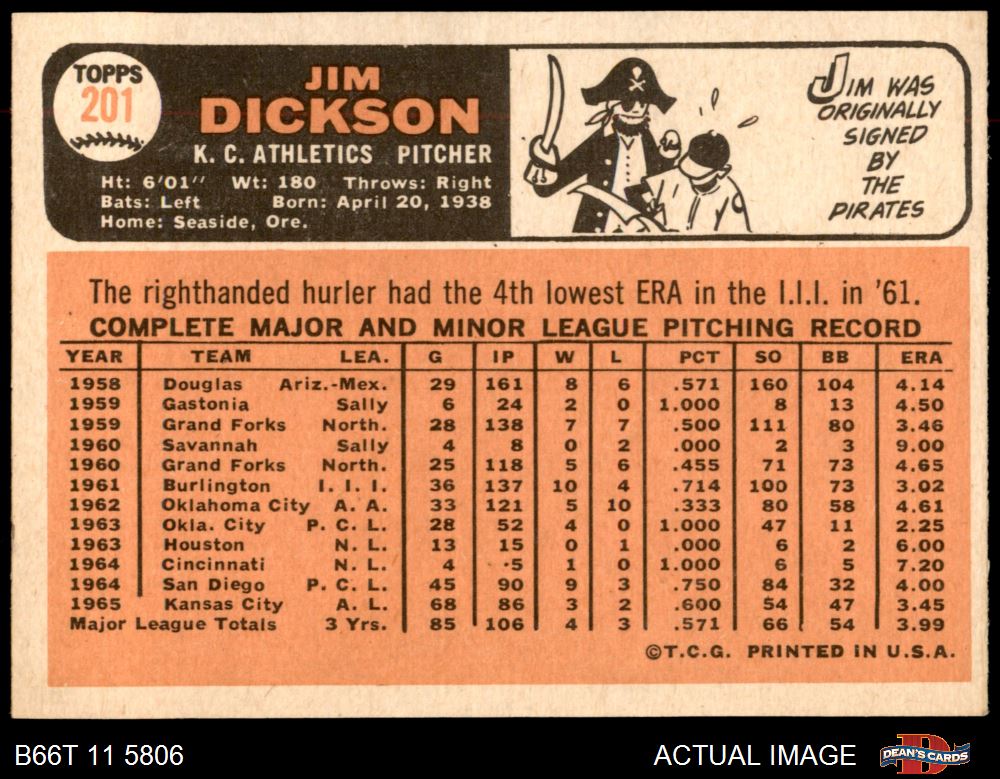 TOPPS
201
JIM
DICKSON
K. C. ATHLETICS PITCHER
Ht: 6'01" Wt: 180 Throws: Right
Bats: Left Born: April 20, 1938
Home: Seaside, Ore.
JIM WAS
ORIGINALLY
SIGNED
BY
THE
PIRATES
The righthanded hurler had the 4th lowest ERA in the I.I.I. in '61.
COMPLETE MAJOR AND MINOR LEAGUE PITCHING RECORD
YEAR TEAM LEA. G IP W L PCT SO BB ERA
1958 Douglas Ariz.-Mex. 29 161 8 6 .571 160 104 4.14
1959 Gastonia Sally 6 24 2 0 1.000 8 13 4.50
1959 Grand Forks North. 28 138 7 7 .500 111 80 3.46
1960 Savannah Sally 4 8 0 2 .000 2 3 9.00
1960 Grand Forks North. 25 118 5 6 .455 71 73 4.65
1961 Burlington I. I. I. 36 137 10 4 .714 100 73 3.02
1962 Oklahoma City A. A. 33 121 5 10 .333 80 58 4.61
1963 Okla. City P. C. L. 28 52 4 0 1.000 47 11 2.25
1963 Houston N. L. 13 15 0 1 .000 6 2 6.00
1964 Cincinnati N. L. 4 5 1 0 1.000 6 5 7.20
1964 San Diego P. C. L. 45 90 9 3 .750 84 32 4.00
1965 Kansas City A. L. 68 86 3 2 .600 54 47 3.45
Major League Totals 3 Yrs. 85 106 4 3 .571 66 54 3.99
©T.C.G. PRINTED IN U.S.A.
B66T 11 5806 ACTUAL IMAGE DEAN'S CARDS